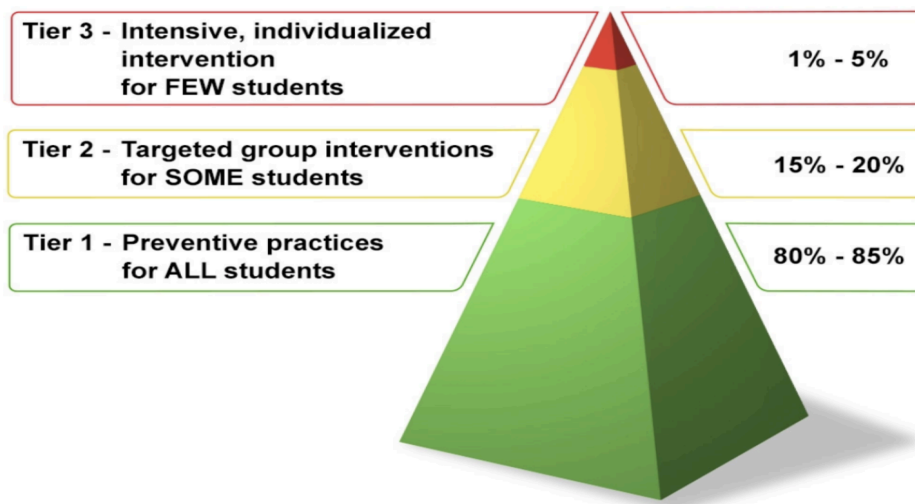 Tier 3 - Intensive, individualized
intervention
for FEW students
1% - 5%
Tier 2 - Targeted group interventions
for SOME students
15% - 20%
Tier 1 - Preventive practices
for ALL students
80% - 85%